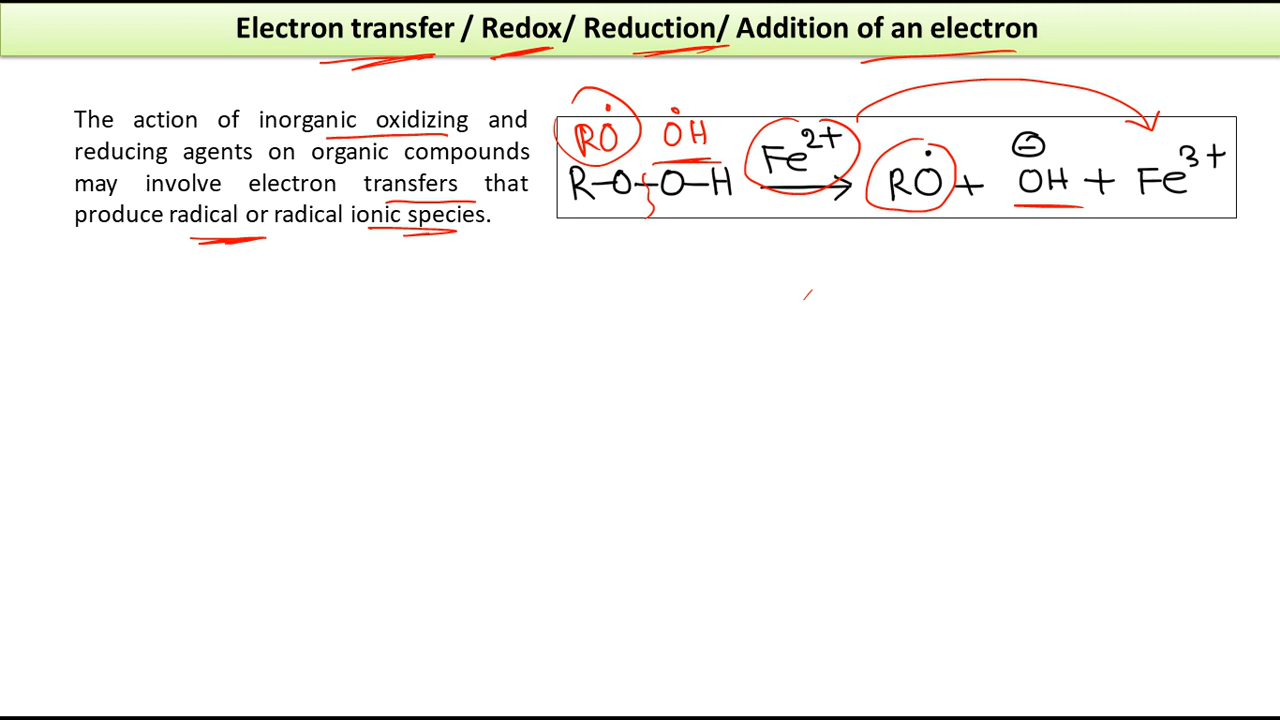 Electron transfer / Redox/ Reduction/ Addition of an electron
The action of inorganic oxidizing and
reducing agents on organic compounds
may involve electron transfers that
produce radical or radical ionic species.
RȮ ȮH
R-O-O-H Fe²⁺ → RȮ + ⊖OH + Fe³⁺